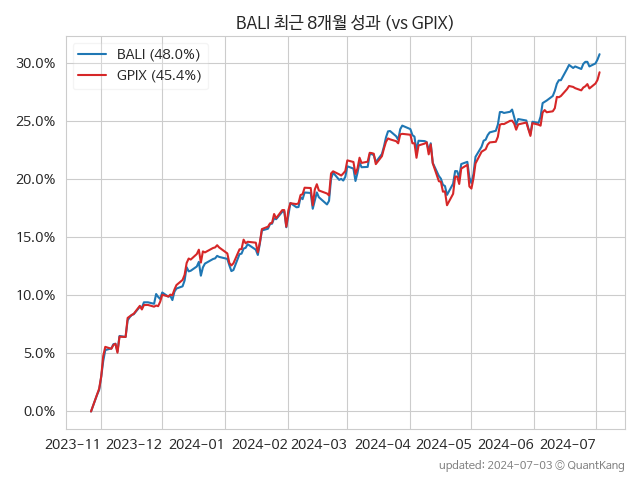 BALI 최근 8개월 성과 (vs GPIX)
BALI (48.0%)
GPIX (45.4%)
30.0%
25.0%
20.0%
15.0%
10.0%
5.0%
0.0%
2023-11 2023-12 2024-01 2024-02 2024-03 2024-04 2024-05 2024-06 2024-07
updated: 2024-07-03 © QuantKang